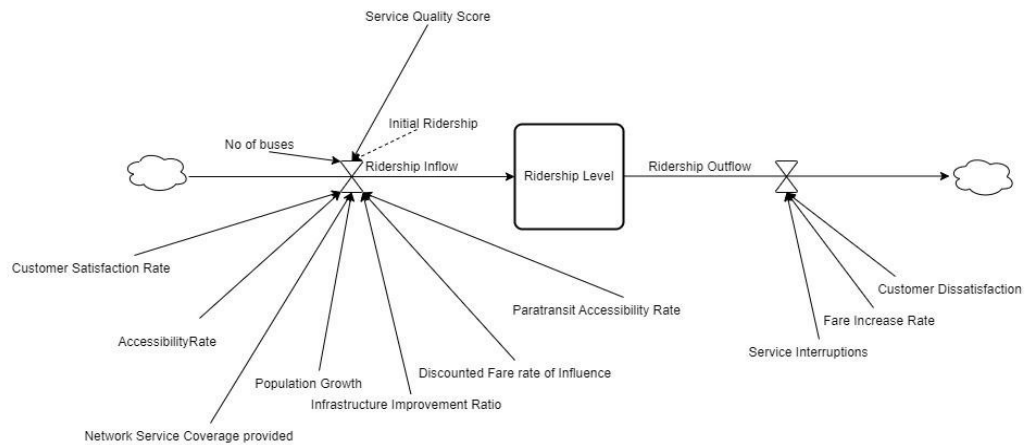 Service Quality Score
Initial Ridership
No of buses
Ridership Inflow
Ridership Level
Ridership Outflow
Customer Satisfaction Rate
Customer Dissatisfaction
Paratransit Accessibility Rate
Fare Increase Rate
AccessibilityRate
Service Interruptions
Discounted Fare rate of Influence
Population Growth
Infrastructure Improvement Ratio
Network Service Coverage provided